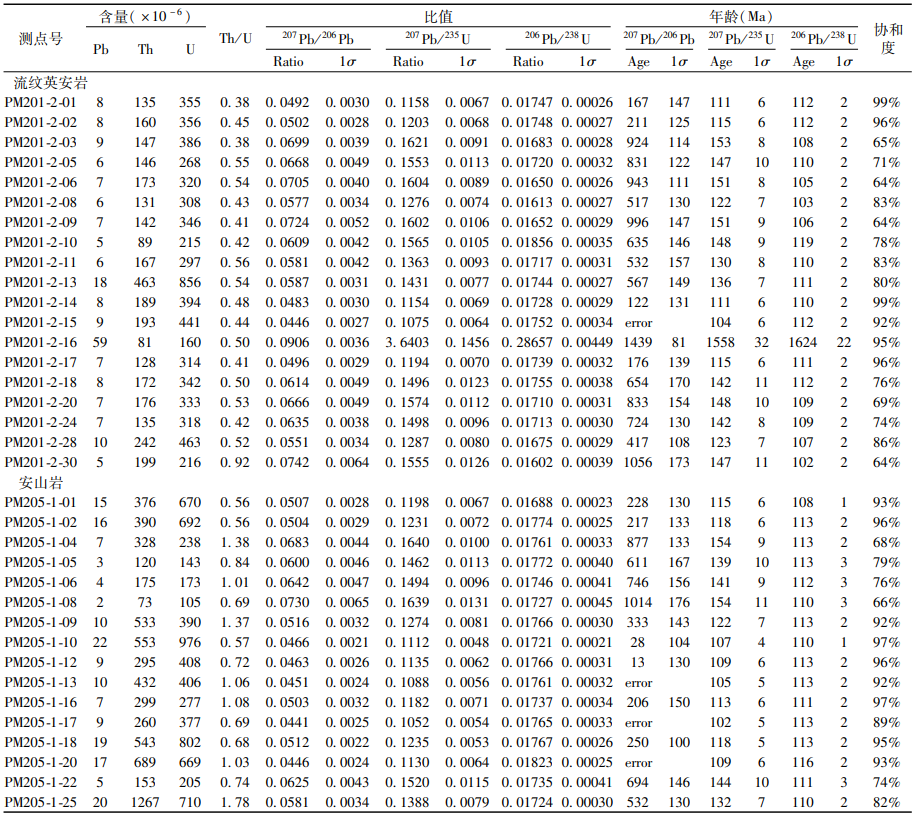 测点号 含量(×10⁻⁶) Th/U 比值 年龄(Ma) 协和度
Pb Th U ²⁰⁷Pb/²⁰⁶Pb ²⁰⁷Pb/²³⁵U ²⁰⁶Pb/²³⁸U ²⁰⁷Pb/²⁰⁶Pb ²⁰⁷Pb/²³⁵U ²⁰⁶Pb/²³⁸U
Ratio 1σ Ratio 1σ Ratio 1σ Age 1σ Age 1σ Age 1σ
流纹英安岩
PM201-2-01 8 135 355 0.38 0.0492 0.0030 0.1158 0.0067 0.01747 0.00026 167 147 111 6 112 2 99%
PM201-2-02 8 160 356 0.45 0.0502 0.0028 0.1203 0.0068 0.01748 0.00027 211 125 115 6 112 2 96%
PM201-2-03 9 147 386 0.38 0.0699 0.0039 0.1621 0.0091 0.01683 0.00028 924 114 153 8 108 2 65%
PM201-2-05 6 146 268 0.55 0.0668 0.0049 0.1553 0.0113 0.01720 0.00032 831 122 147 10 110 2 71%
PM201-2-06 7 173 320 0.54 0.0705 0.0040 0.1604 0.0089 0.01650 0.00026 943 111 151 8 105 2 64%
PM201-2-08 6 131 308 0.43 0.0577 0.0034 0.1276 0.0074 0.01613 0.00027 517 130 122 7 103 2 83%
PM201-2-09 7 142 346 0.41 0.0724 0.0052 0.1602 0.0106 0.01652 0.00029 996 147 151 9 106 2 64%
PM201-2-10 5 89 215 0.42 0.0609 0.0042 0.1565 0.0105 0.01856 0.00035 635 146 148 9 119 2 78%
PM201-2-11 6 167 297 0.56 0.0581 0.0042 0.1363 0.0093 0.01717 0.00031 532 157 130 8 110 2 83%
PM201-2-13 18 463 856 0.54 0.0587 0.0031 0.1431 0.0077 0.01744 0.00027 567 149 136 7 111 2 80%
PM201-2-14 8 189 394 0.48 0.0483 0.0030 0.1154 0.0069 0.01728 0.00029 122 131 111 6 110 2 99%
PM201-2-15 9 193 441 0.44 0.0446 0.0027 0.1075 0.0064 0.01752 0.00034 error 104 6 112 2 92%
PM201-2-16 59 81 160 0.50 0.0906 0.0036 3.6403 0.1456 0.28657 0.00449 1439 81 1558 32 1624 22 95%
PM201-2-17 7 128 314 0.41 0.0496 0.0029 0.1194 0.0070 0.01739 0.00032 176 139 115 6 111 2 96%
PM201-2-18 8 172 342 0.50 0.0614 0.0049 0.1496 0.0123 0.01755 0.00038 654 170 142 11 112 2 76%
PM201-2-20 7 176 333 0.53 0.0666 0.0049 0.1574 0.0112 0.01710 0.00031 833 154 148 10 109 2 69%
PM201-2-24 7 135 318 0.42 0.0635 0.0038 0.1498 0.0096 0.01713 0.00030 724 130 142 8 109 2 74%
PM201-2-28 10 242 463 0.52 0.0551 0.0034 0.1287 0.0080 0.01675 0.00029 417 108 123 7 107 2 86%
PM201-2-30 5 199 216 0.92 0.0742 0.0064 0.1555 0.0126 0.01602 0.00039 1056 173 147 11 102 2 64%
安山岩
PM205-1-01 15 376 670 0.56 0.0507 0.0028 0.1198 0.0067 0.01688 0.00023 228 130 115 6 108 1 93%
PM205-1-02 16 390 692 0.56 0.0504 0.0029 0.1231 0.0072 0.01774 0.00025 217 133 118 6 113 2 96%
PM205-1-04 7 328 238 1.38 0.0683 0.0044 0.1640 0.0100 0.01761 0.00033 877 133 154 9 113 2 68%
PM205-1-05 3 120 143 0.84 0.0600 0.0046 0.1462 0.0113 0.01772 0.00040 611 167 139 10 113 3 79%
PM205-1-06 4 175 173 1.01 0.0642 0.0047 0.1494 0.0096 0.01746 0.00041 746 156 141 9 112 3 76%
PM205-1-08 2 73 105 0.69 0.0730 0.0065 0.1639 0.0131 0.01727 0.00045 1014 176 154 11 110 3 66%
PM205-1-09 10 533 390 1.37 0.0516 0.0032 0.1274 0.0081 0.01766 0.00030 333 143 122 7 113 2 92%
PM205-1-10 22 553 976 0.57 0.0466 0.0021 0.1112 0.0048 0.01721 0.00021 28 104 107 4 110 1 97%
PM205-1-12 9 295 408 0.72 0.0463 0.0026 0.1135 0.0062 0.01766 0.00031 13 130 109 6 113 2 96%
PM205-1-13 10 432 406 1.06 0.0451 0.0024 0.1088 0.0056 0.01761 0.00032 error 105 5 113 2 92%
PM205-1-16 7 299 277 1.08 0.0503 0.0032 0.1182 0.0071 0.01737 0.00034 206 150 113 6 111 2 97%
PM205-1-17 9 260 377 0.69 0.0441 0.0025 0.1052 0.0054 0.01765 0.00033 error 102 5 113 2 89%
PM205-1-18 19 543 802 0.68 0.0512 0.0022 0.1235 0.0053 0.01767 0.00026 250 100 118 5 113 2 95%
PM205-1-20 17 689 669 1.03 0.0446 0.0024 0.1130 0.0064 0.01823 0.00025 error 109 6 116 2 93%
PM205-1-22 5 153 205 0.74 0.0625 0.0043 0.1520 0.0115 0.01735 0.00041 694 146 144 10 111 3 74%
PM205-1-25 20 1267 710 1.78 0.0581 0.0034 0.1388 0.0079 0.01724 0.00030 532 130 132 7 110 2 82%